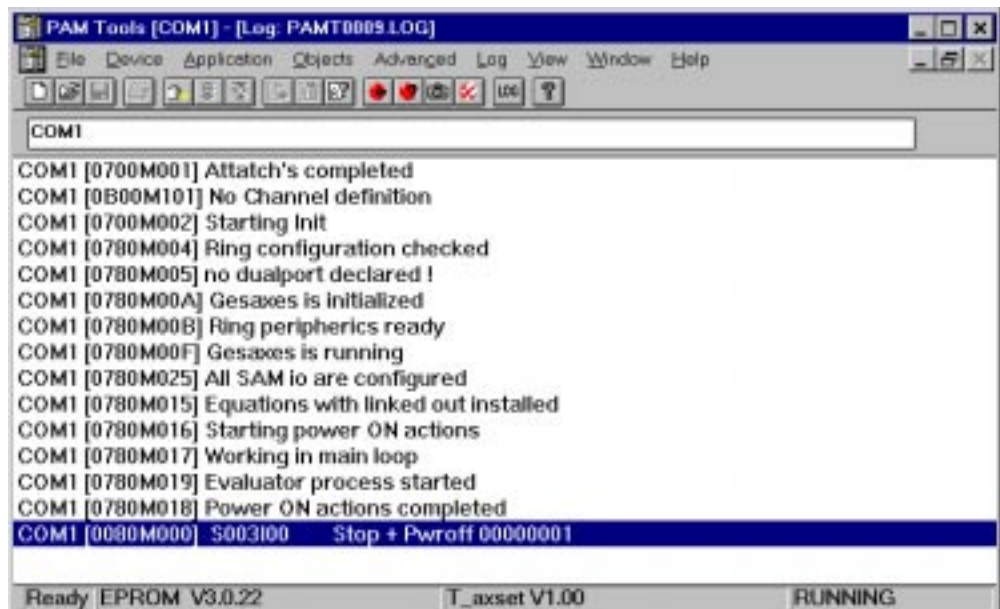 PAM Tools [COM1] - [Log: PAMT0009.LOG]
File Device Application Objects Advanced Log View Window Help
LOG
COM1
COM1 [0700M001] Attatch's completed
COM1 [0B00M101] No Channel definition
COM1 [0700M002] Starting Init
COM1 [0780M004] Ring configuration checked
COM1 [0780M005] no dualport declared !
COM1 [0780M00A] Gesaxes is initialized
COM1 [0780M00B] Ring peripherics ready
COM1 [0780M00F] Gesaxes is running
COM1 [0780M025] All SAM io are configured
COM1 [0780M015] Equations with linked out installed
COM1 [0780M016] Starting power ON actions
COM1 [0780M017] Working in main loop
COM1 [0780M019] Evaluator process started
COM1 [0780M018] Power ON actions completed
COM1 [0080M000] S003I00 Stop + Pwroff 00000001
Ready EPROM V3.0.22 T_axset V1.00 RUNNING